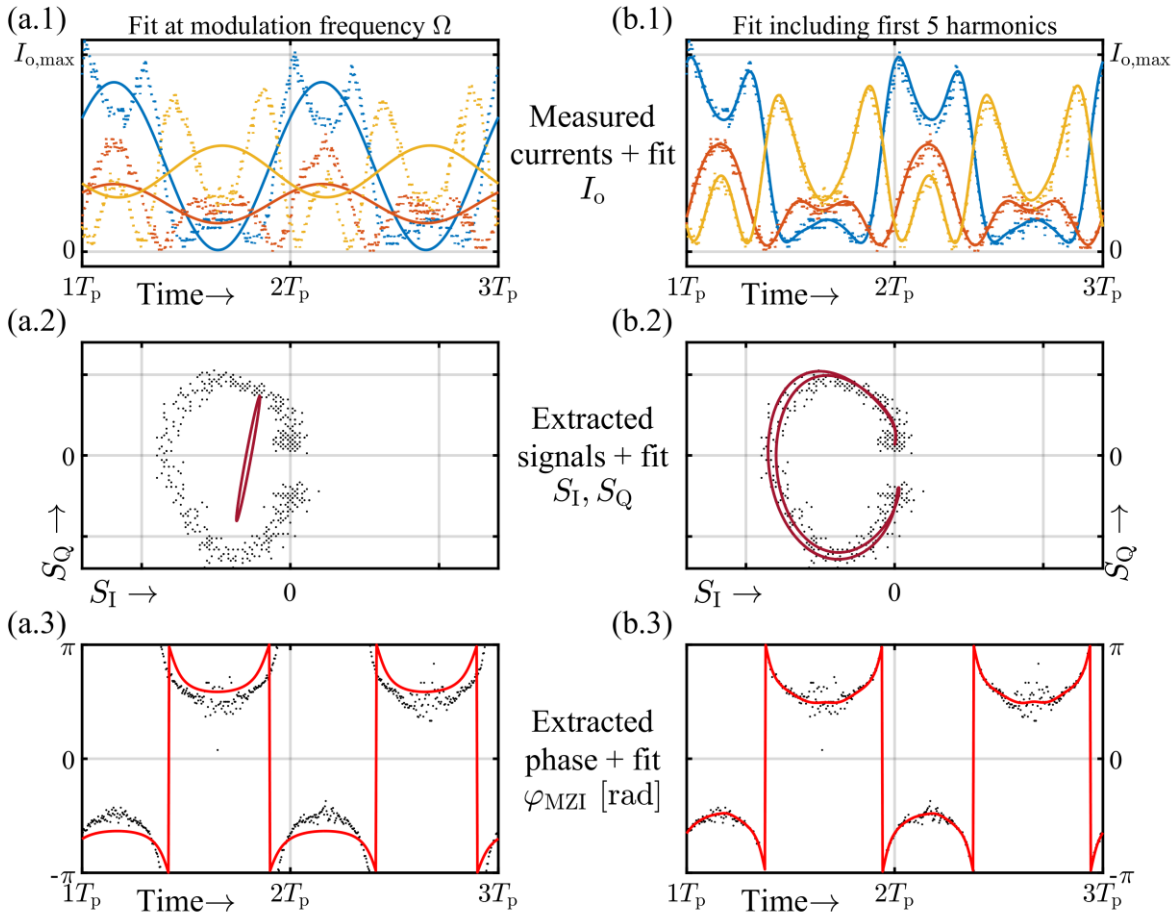 (a.1)
Fit at modulation frequency Ω
(b.1)
Fit including first 5 harmonics
I_o,max
0
1T_p
Time→
2T_p
3T_p
Measured
currents + fit
I_o
I_o,max
0
1T_p
Time→
2T_p
3T_p
(a.2)
0
S_Q →
S_I →
0
Extracted
signals + fit
S_I, S_Q
(b.2)
0
S_Q →
S_I →
0
(a.3)
π
0
-π
1T_p
Time→
2T_p
3T_p
Extracted
phase + fit
φ_MZI [rad]
(b.3)
π
0
-π
1T_p
Time→
2T_p
3T_p